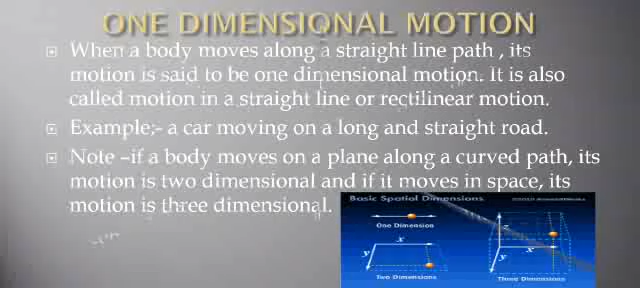 ONE DIMENSIONAL MOTION
When a body moves along a straight line path , its
motion is said to be one dimensional motion. It is also
called motion in a straight line or rectilinear motion.
Example;- a car moving on a long and straight road.
Note –if a body moves on a plane along a curved path, its
motion is two dimensional and if it moves in space, its
motion is three dimensional.
Basic Spatial Dimensions
One Dimension
x
y
Two Dimensions
z
x
y
Three Dimensions